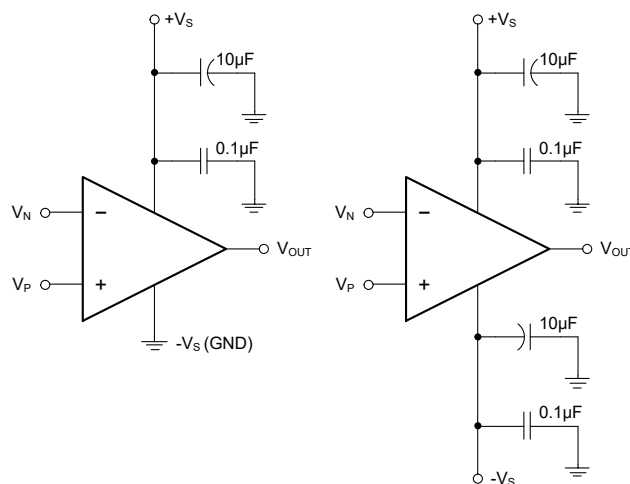 +VS
10μF
0.1μF
VN
VP
−
+
VOUT
-VS (GND)
+VS
10μF
0.1μF
VN
VP
−
+
VOUT
10μF
0.1μF
-VS